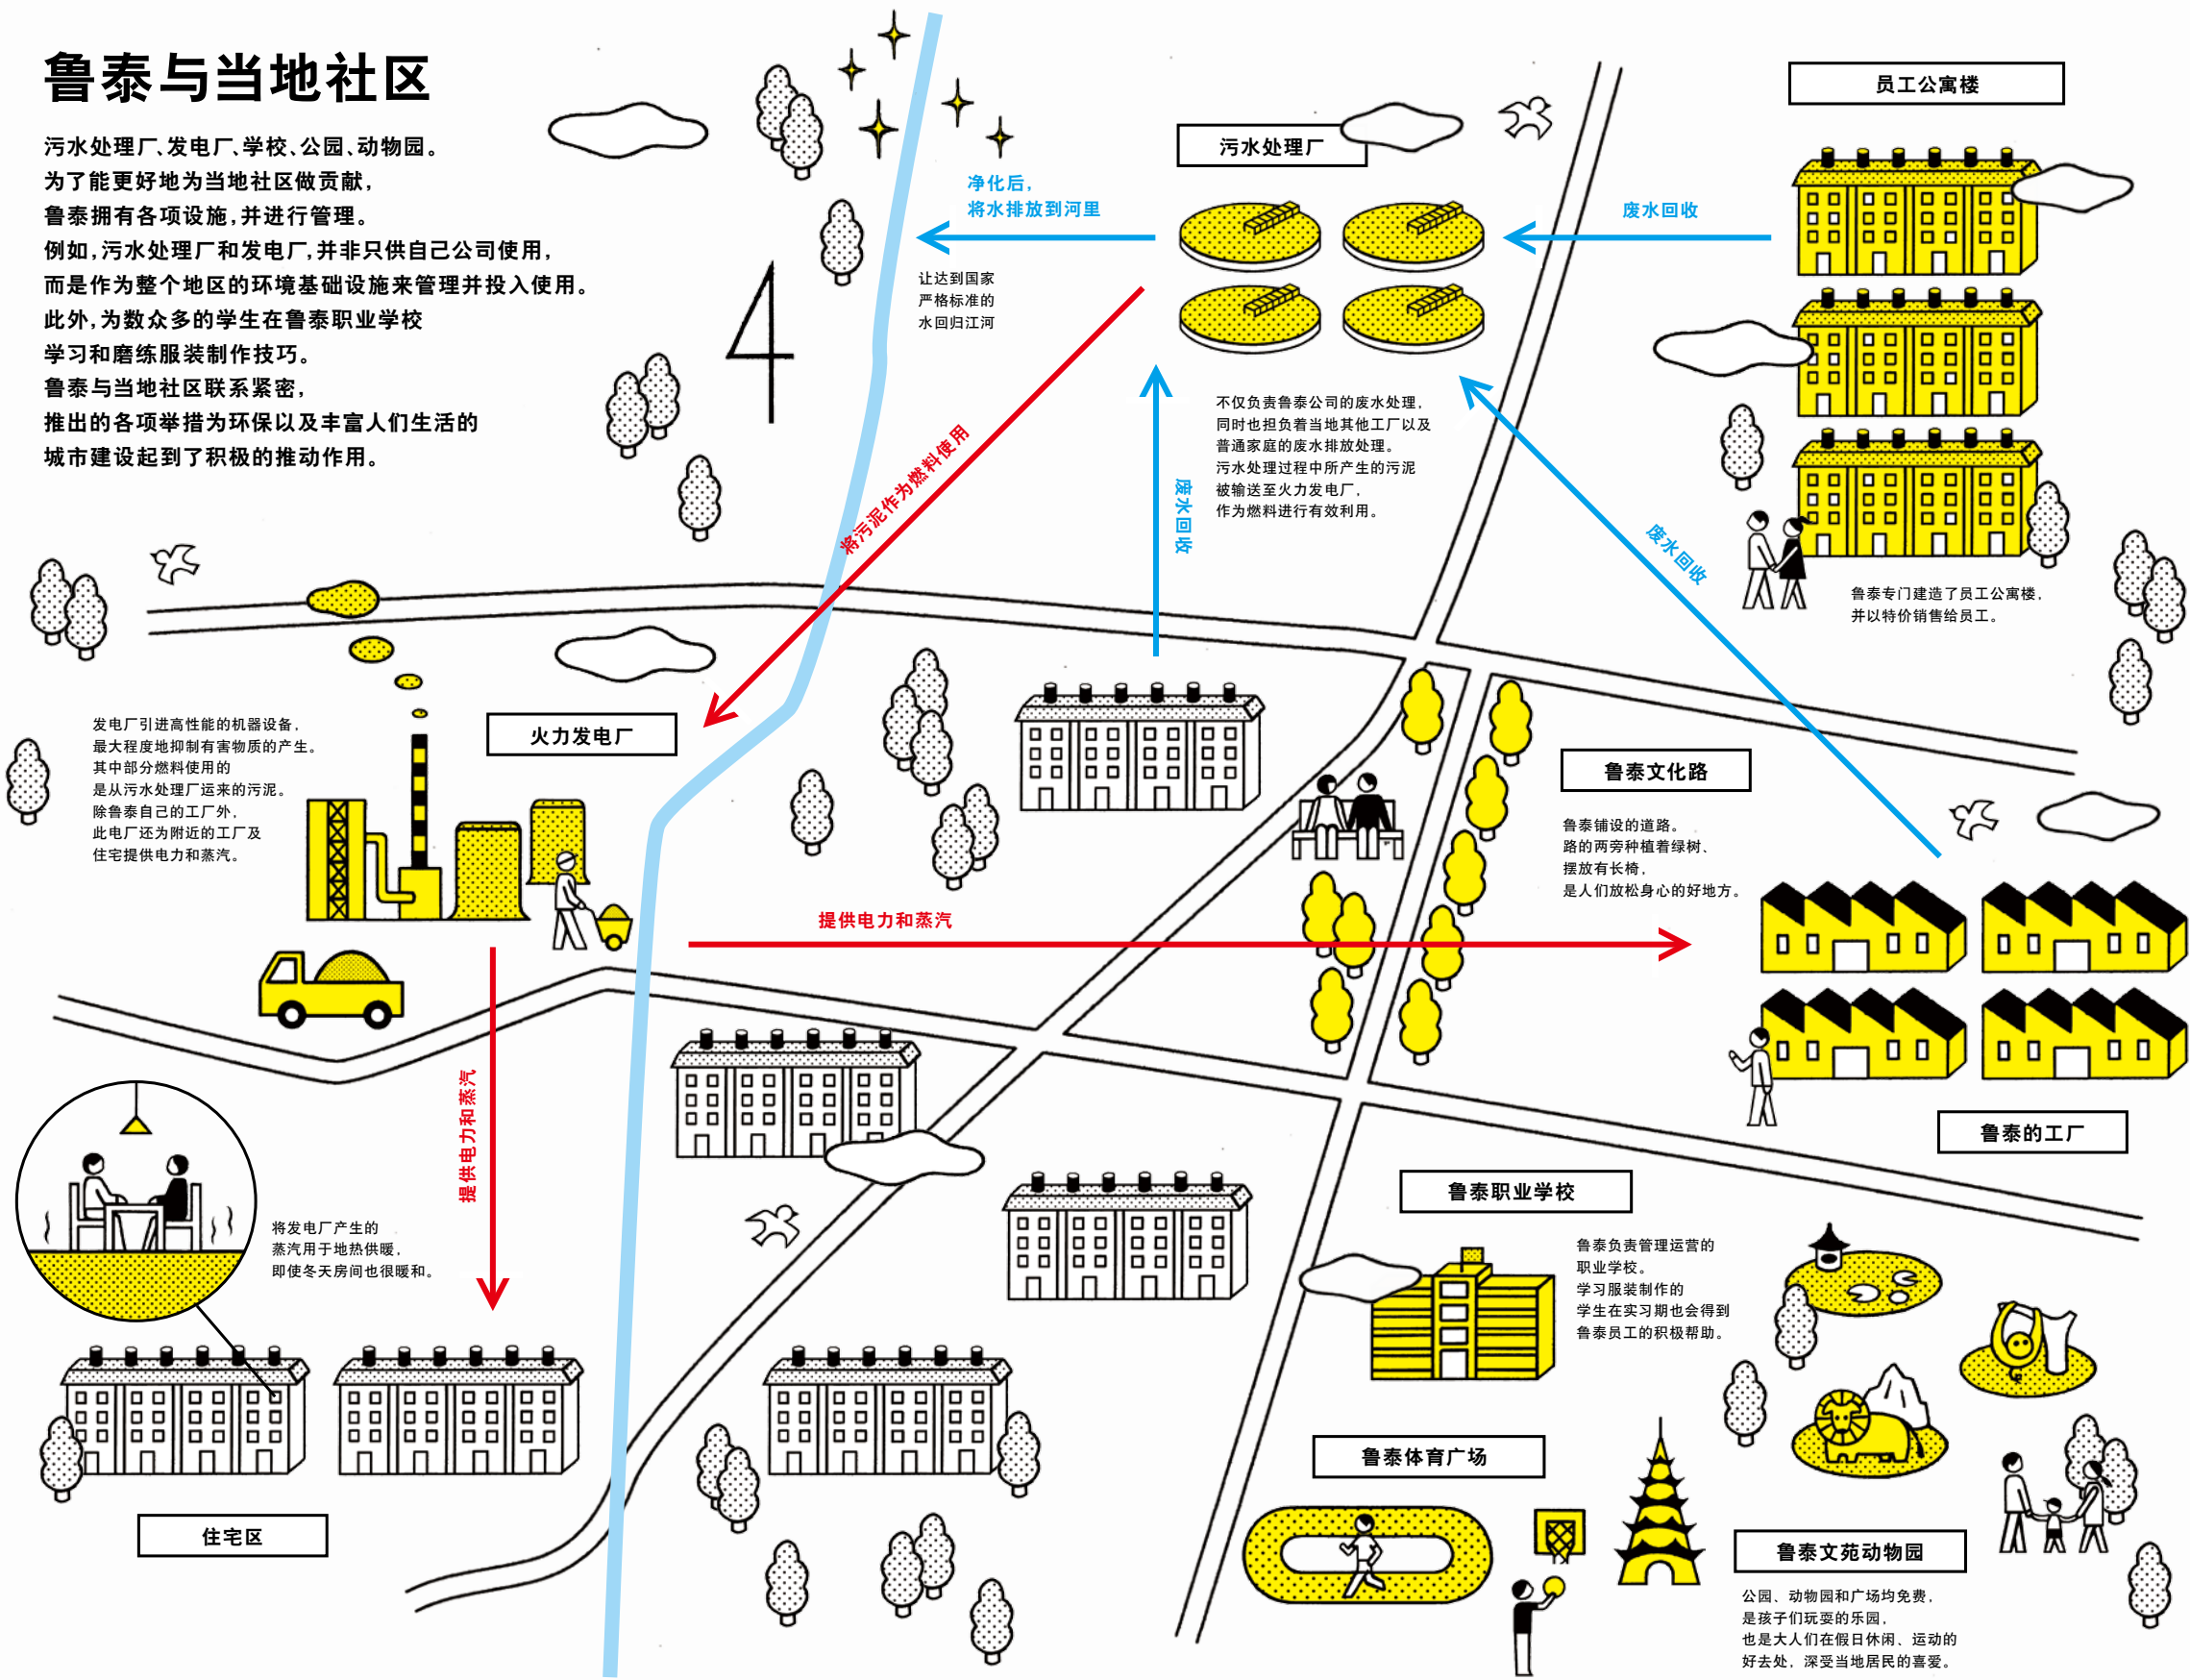 鲁泰与当地社区
污水处理厂、发电厂、学校、公园、动物园。
为了能更好地为当地社区做贡献，
鲁泰拥有各项设施，并进行管理。
例如，污水处理厂和发电厂，并非只供自己公司使用，
而是作为整个地区的环境基础设施来管理并投入使用。
此外，为数众多的学生在鲁泰职业学校
学习和磨练服装制作技巧。
鲁泰与当地社区联系紧密，
推出的各项举措为环保以及丰富人们生活的
城市建设起到了积极的推动作用。
员工公寓楼
污水处理厂
净化后，
将水排放到河里
废水回收
让达到国家
严格标准的
水回归江河
不仅负责鲁泰公司的废水处理，
同时也担负着当地其他工厂以及
普通家庭的废水排放处理。
污水处理过程中所产生的污泥
被输送至火力发电厂，
作为燃料进行有效利用。
将污泥作为燃料使用
废水回收
废水回收
鲁泰专门建造了员工公寓楼，
并以特价销售给员工。
发电厂引进高性能的机器设备，
最大程度地抑制有害物质的产生。
其中部分燃料使用的
是从污水处理厂运来的污泥。
除鲁泰自己的工厂外，
此电厂还为附近的工厂及
住宅提供电力和蒸汽。
火力发电厂
鲁泰文化路
鲁泰铺设的道路。
路的两旁种植着绿树、
摆放有长椅，
是人们放松身心的好地方。
提供电力和蒸汽
提供电力和蒸汽
鲁泰的工厂
鲁泰职业学校
鲁泰负责管理运营的
职业学校。
学习服装制作的
学生在实习期也会得到
鲁泰员工的积极帮助。
将发电厂产生的
蒸汽用于地热供暖，
即使冬天房间也很暖和。
住宅区
鲁泰体育广场
鲁泰文苑动物园
公园、动物园和广场均免费，
是孩子们玩耍的乐园，
也是大人们在假日休闲、运动的
好去处，深受当地居民的喜爱。